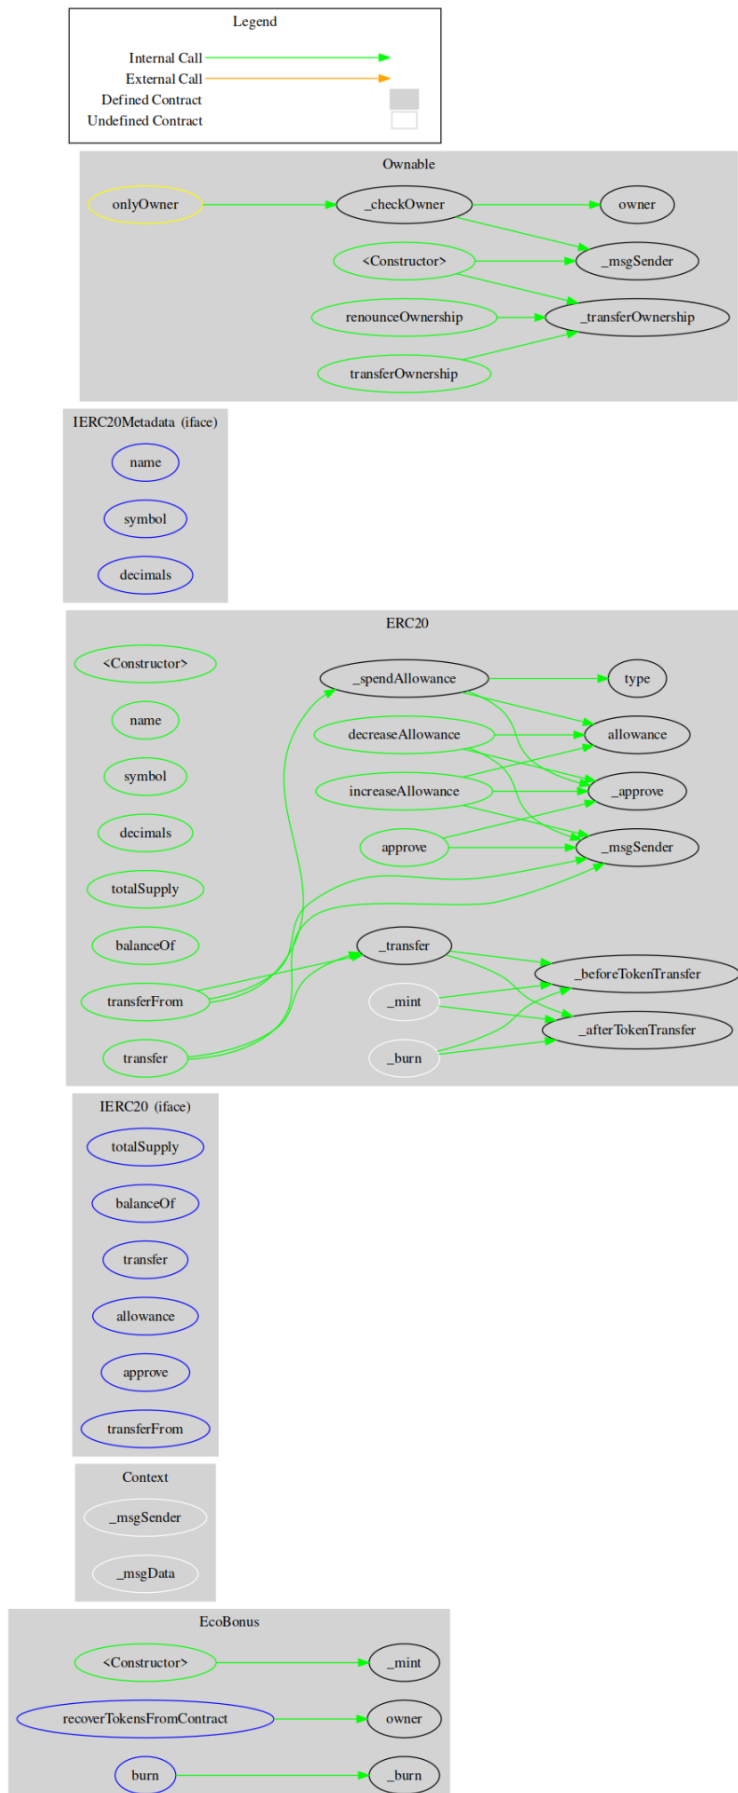 Legend
Internal Call
External Call
Defined Contract
Undefined Contract
Ownable
onlyOwner
_checkOwner
owner
<Constructor>
_msgSender
renounceOwnership
_transferOwnership
transferOwnership
IERC20Metadata (iface)
name
symbol
decimals
ERC20
<Constructor>
_spendAllowance
type
name
decreaseAllowance
allowance
symbol
increaseAllowance
_approve
decimals
approve
_msgSender
totalSupply
balanceOf
_transfer
_beforeTokenTransfer
transferFrom
_mint
_afterTokenTransfer
transfer
_burn
IERC20 (iface)
totalSupply
balanceOf
transfer
allowance
approve
transferFrom
Context
_msgSender
_msgData
EcoBonus
<Constructor>
_mint
recoverTokensFromContract
owner
burn
_burn